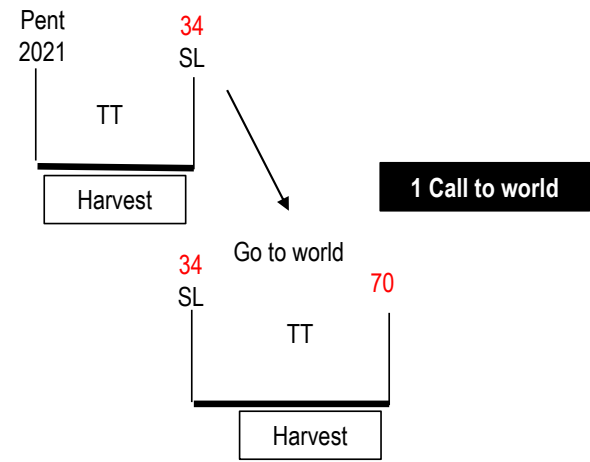 Pent
2021
34
SL
TT
Harvest
1 Call to world
Go to world
34
SL
70
TT
Harvest